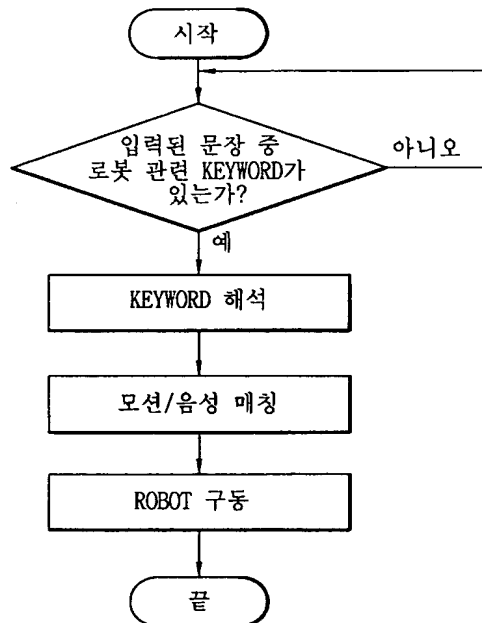 시작
입력된 문장 중
로봇 관련 KEYWORD가
있는가?
아니오
예
KEYWORD 해석
모션/음성 매칭
ROBOT 구동
끝